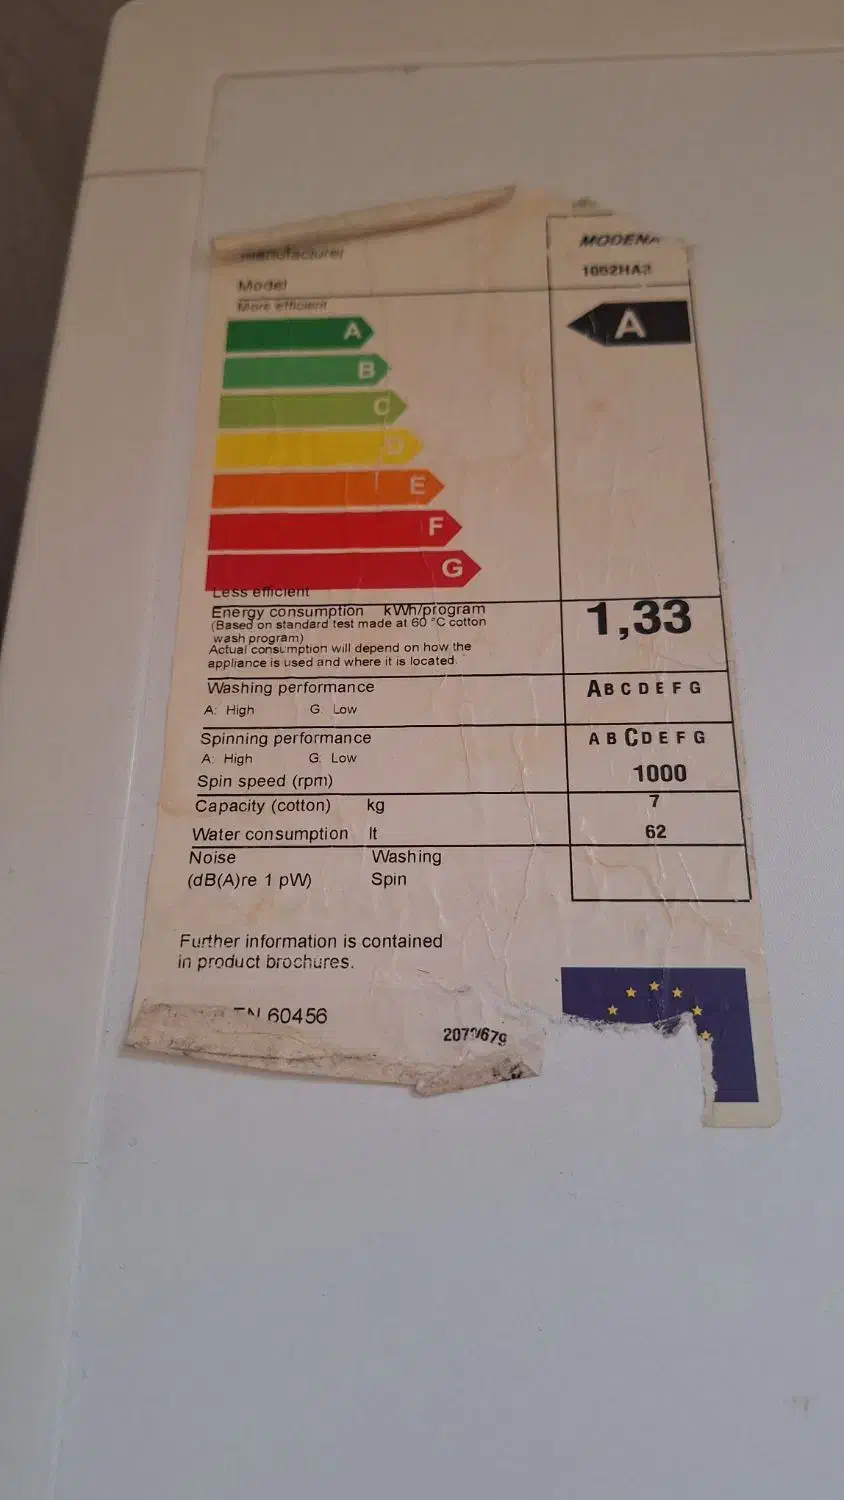 Manufacturer
MODENA
Model
More efficient
A
A
B
C
D
E
F
G
Less efficient
Energy consumption kWh/program
1,33
(Based on standard test made at 60 °C cotton
wash program)
Actual consumption will depend on how the
appliance is used and where it is located.
Washing performance
A B C D E F G
A: High G: Low
Spinning performance
A B C D E F G
A: High G: Low
Spin speed (rpm)
1000
Capacity (cotton) kg
7
Water consumption lt
62
Noise Washing
(dB(A)re 1 pW) Spin
Further information is contained
in product brochures.
EN 60456